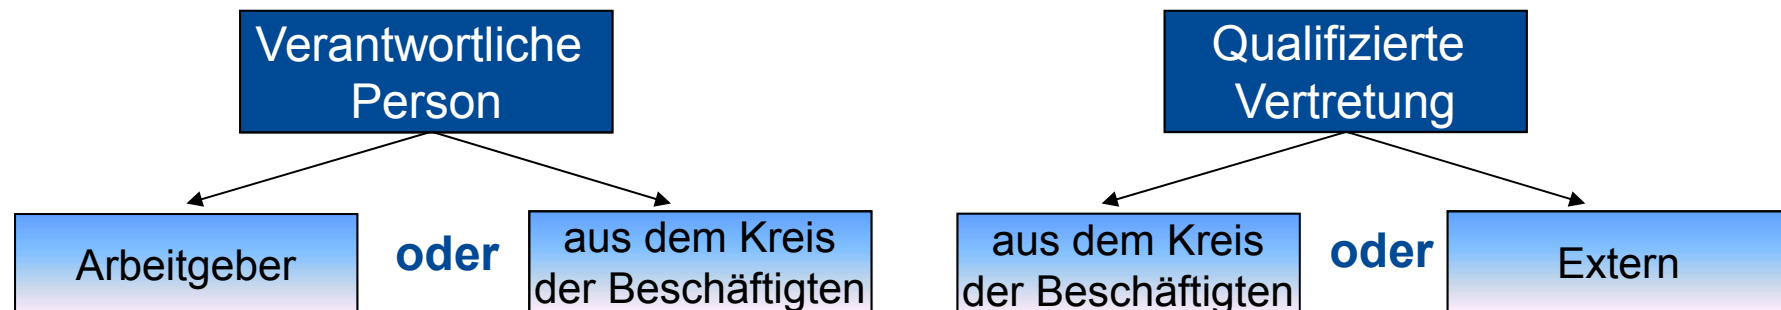 Verantwortliche
Person
Qualifizierte
Vertretung
Arbeitgeber
oder
aus dem Kreis
der Beschäftigten
aus dem Kreis
der Beschäftigten
oder
Extern